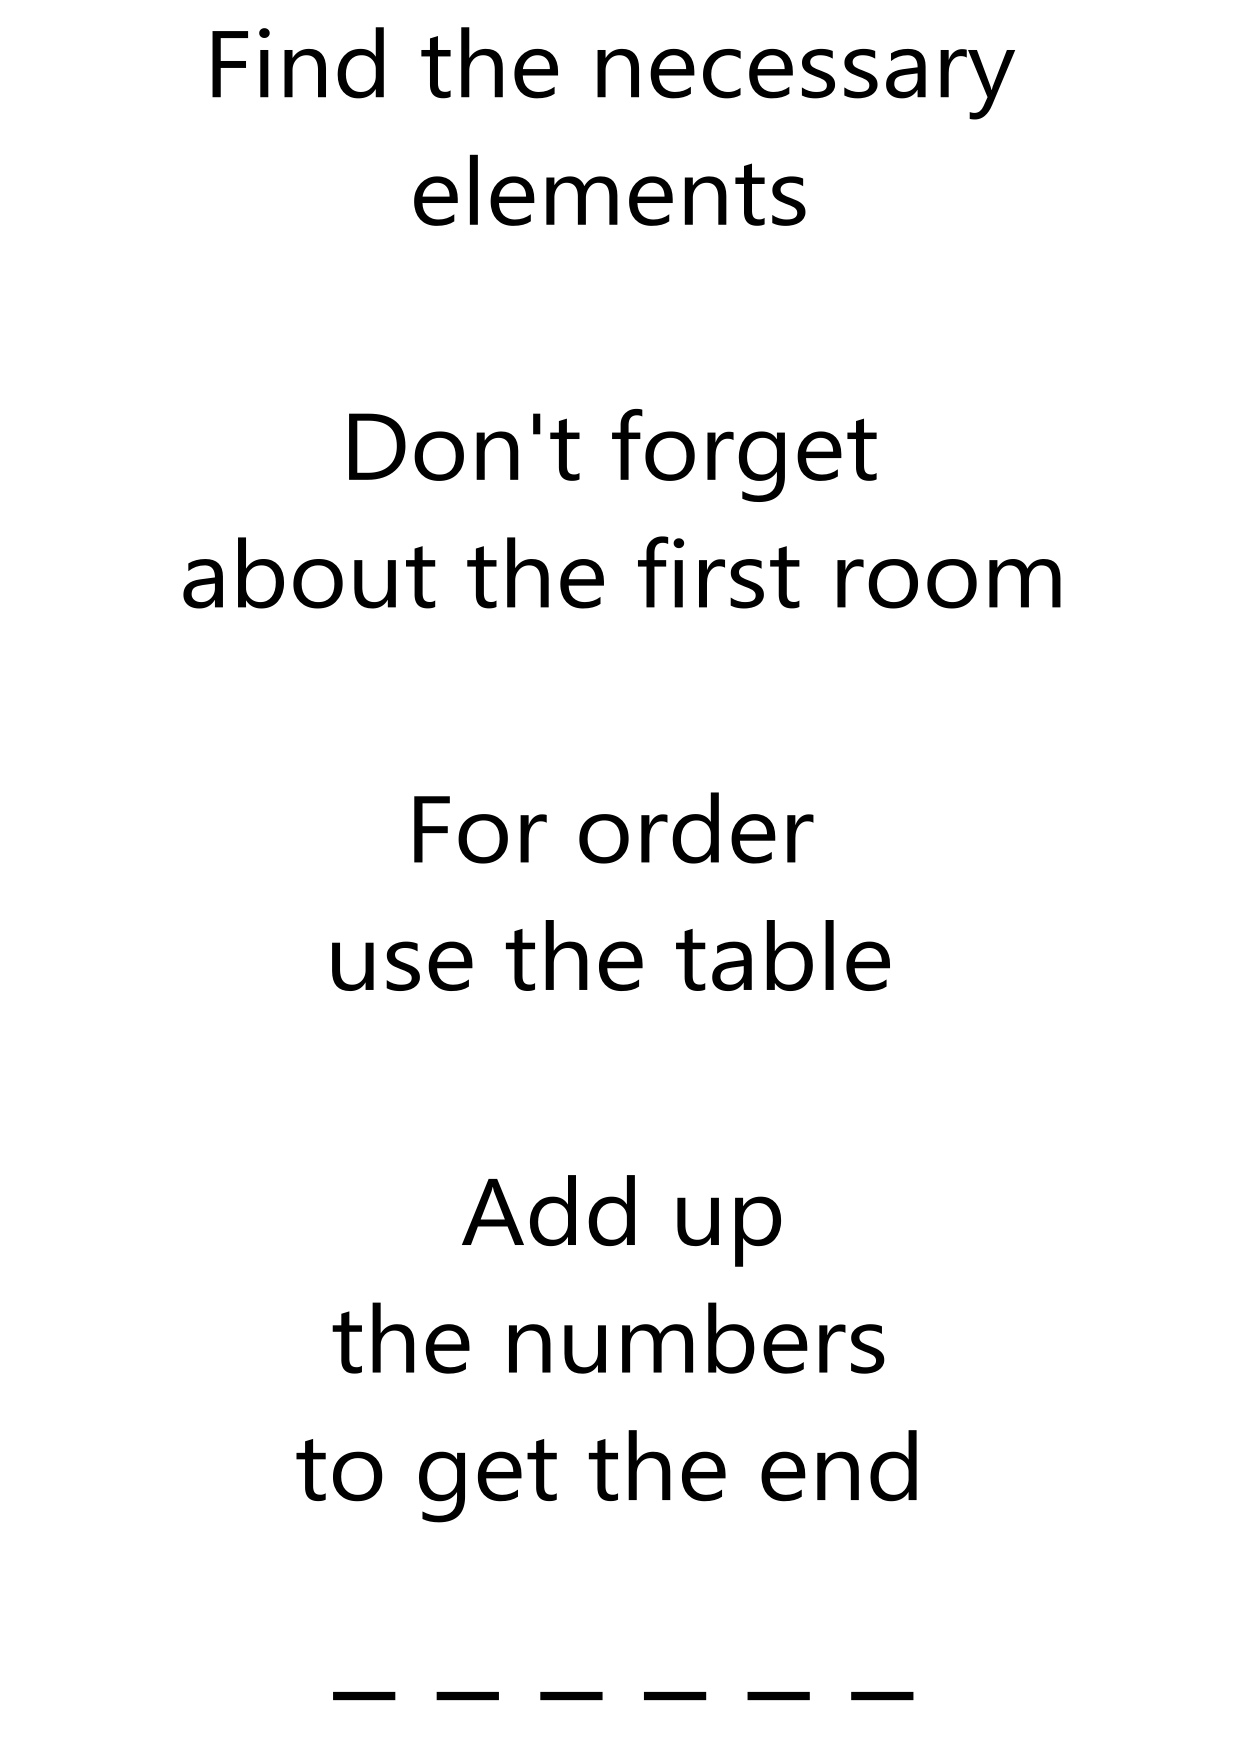 Find the necessary
elements
Don't forget
about the first room
For order
use the table
Add up
the numbers
to get the end
_ _ _ _ _ _